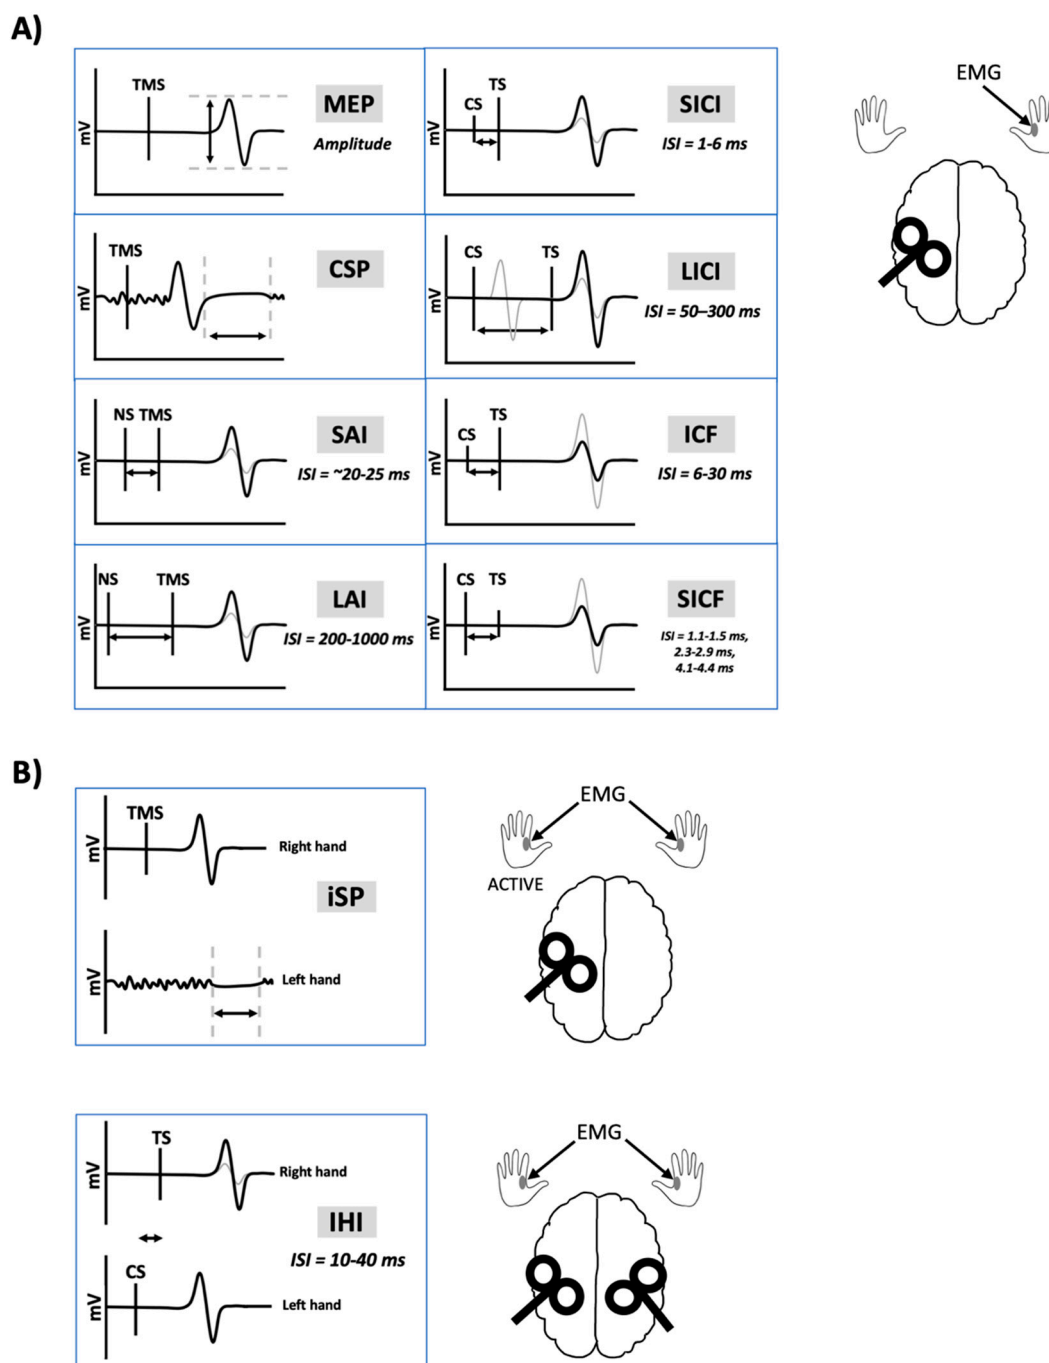 A)
TMS
mV
MEP
Amplitude
CS
TS
mV
SICI
ISI = 1-6 ms
EMG
TMS
mV
CSP
CS
TS
mV
LICI
ISI = 50–300 ms
NS TMS
mV
SAI
ISI = ~20-25 ms
CS
TS
mV
ICF
ISI = 6-30 ms
NS
TMS
mV
LAI
ISI = 200-1000 ms
CS
TS
mV
SICF
ISI = 1.1-1.5 ms,
2.3-2.9 ms,
4.1-4.4 ms
B)
TMS
mV
Right hand
iSP
mV
Left hand
EMG
ACTIVE
TS
mV
Right hand
IHI
ISI = 10-40 ms
CS
mV
Left hand
EMG